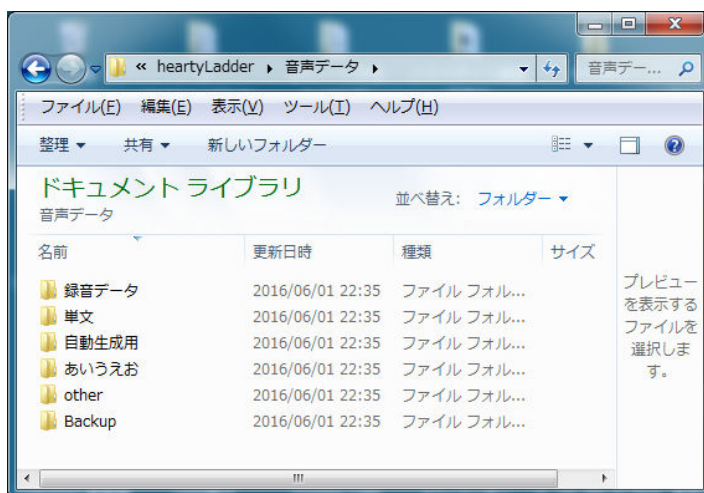 « heartyLadder ▸ 音声データ ▸
音声デー...
ファイル(F) 編集(E) 表示(V) ツール(T) ヘルプ(H)
整理 ▼ 共有 ▼ 新しいフォルダー
ドキュメント ライブラリ
音声データ
並べ替え: フォルダー ▼
名前 更新日時 種類 サイズ
録音データ 2016/06/01 22:35 ファイル フォル...
単文 2016/06/01 22:35 ファイル フォル...
自動生成用 2016/06/01 22:35 ファイル フォル...
あいうえお 2016/06/01 22:35 ファイル フォル...
other 2016/06/01 22:35 ファイル フォル...
Backup 2016/06/01 22:35 ファイル フォル...
プレビュー
を表示する
ファイルを
選択しま
す。